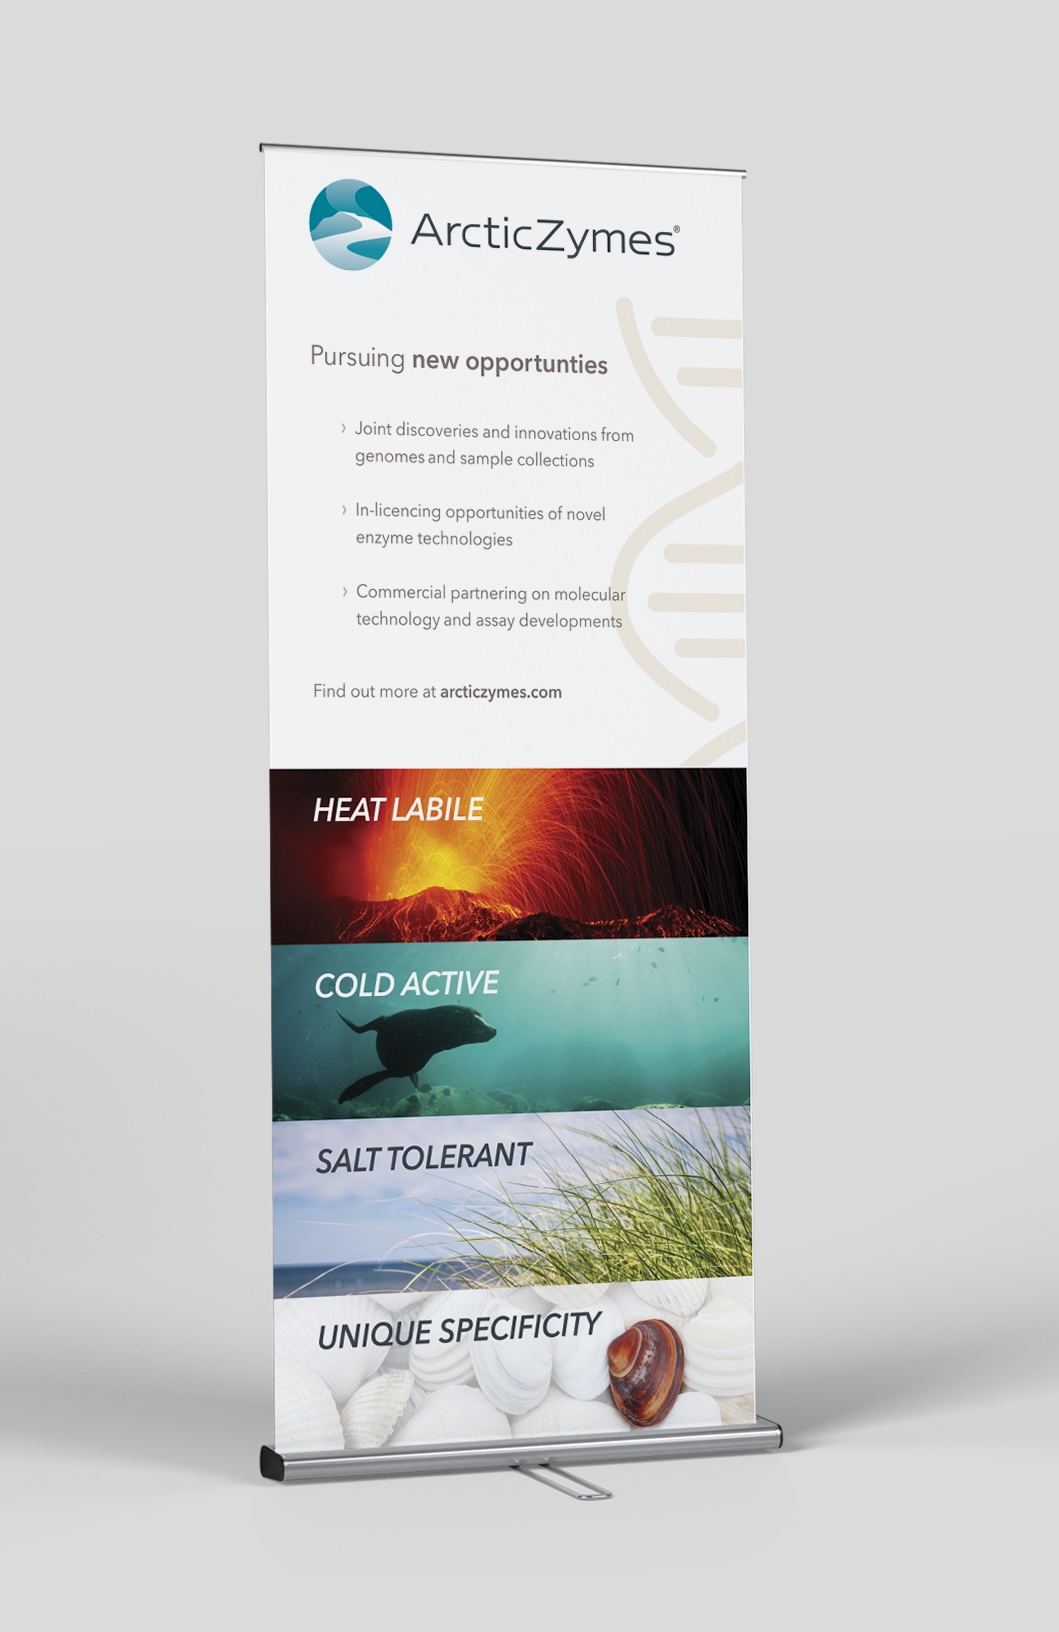 ArcticZymes®
Pursuing new opportunties
› Joint discoveries and innovations from
genomes and sample collections
› In-licencing opportunities of novel
enzyme technologies
› Commercial partnering on molecular
technology and assay developments
Find out more at arcticzymes.com
HEAT LABILE
COLD ACTIVE
SALT TOLERANT
UNIQUE SPECIFICITY